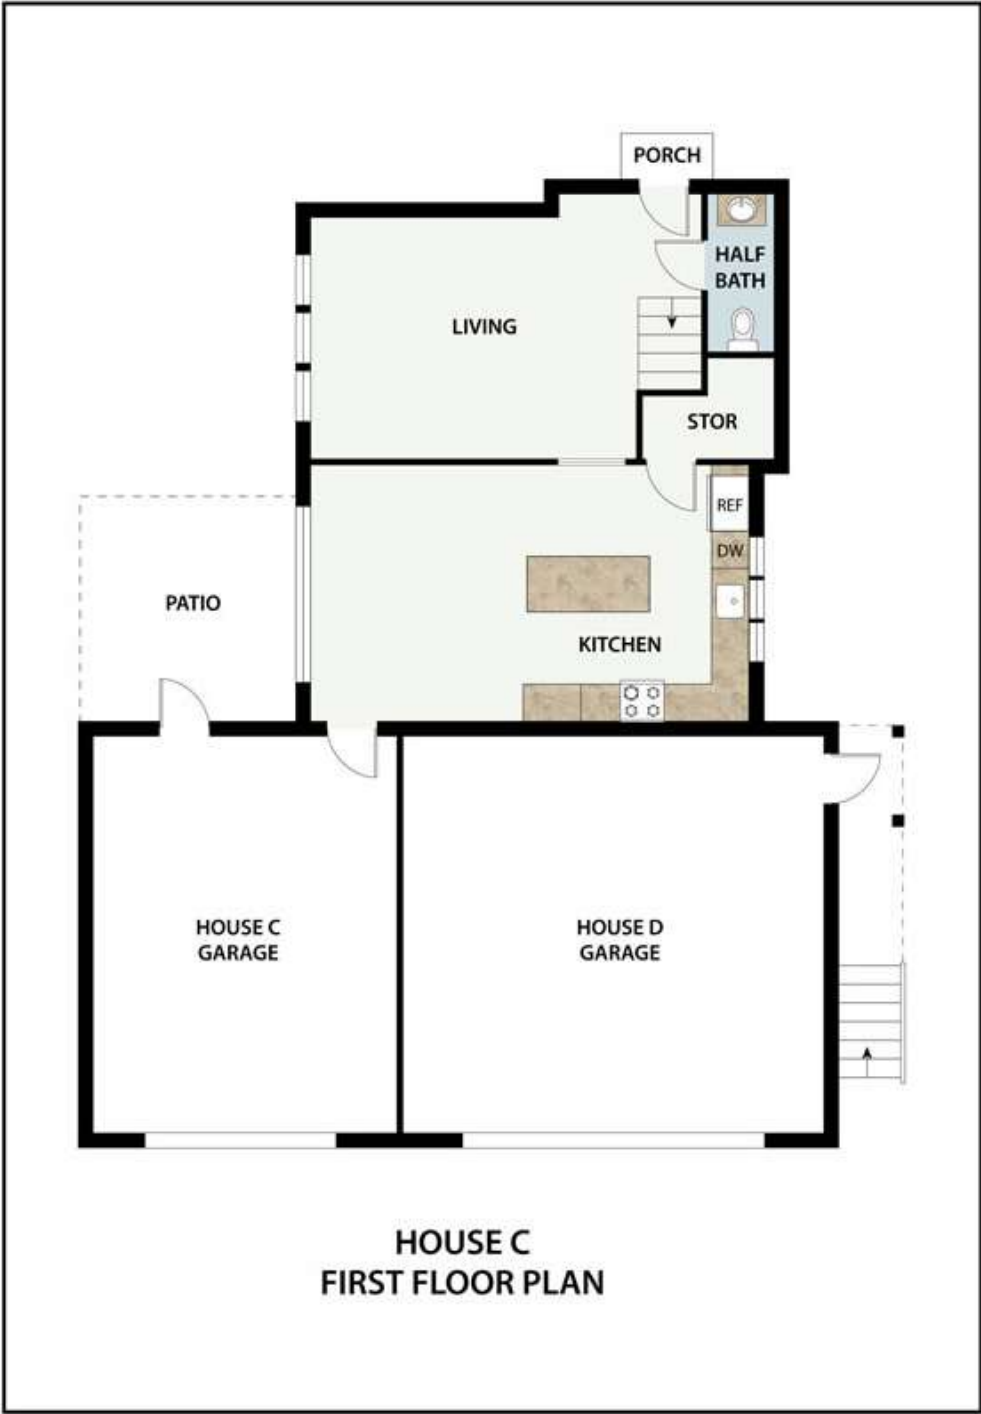 PORCH
HALF
BATH
LIVING
STOR
REF
DW
PATIO
KITCHEN
HOUSE C
GARAGE
HOUSE D
GARAGE
HOUSE C
FIRST FLOOR PLAN